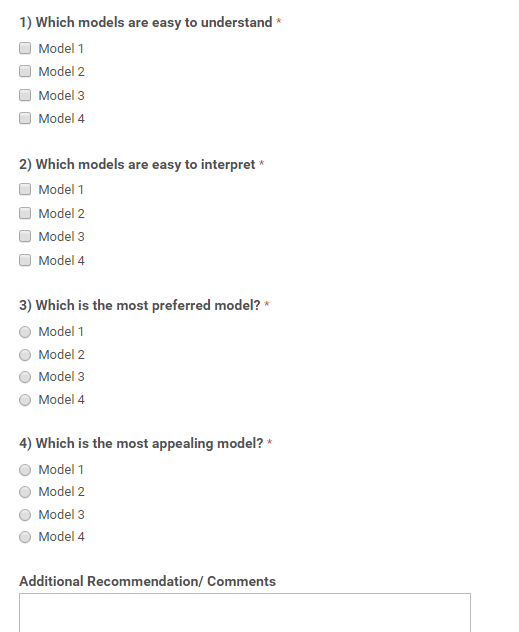 1) Which models are easy to understand *
Model 1
Model 2
Model 3
Model 4
2) Which models are easy to interpret *
Model 1
Model 2
Model 3
Model 4
3) Which is the most preferred model? *
Model 1
Model 2
Model 3
Model 4
4) Which is the most appealing model? *
Model 1
Model 2
Model 3
Model 4
Additional Recommendation/ Comments